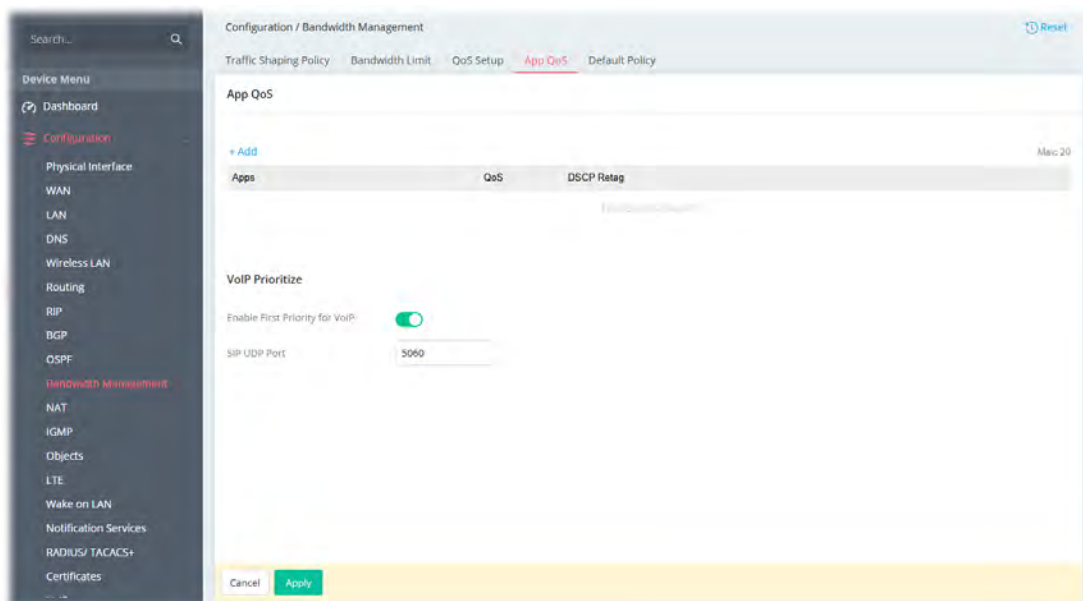 Search...
Device Menu
Dashboard
Configuration
Physical Interface
WAN
LAN
DNS
Wireless LAN
Routing
RIP
BGP
OSPF
Bandwidth Management
NAT
IGMP
Objects
LTE
Wake on LAN
Notification Services
RADIUS/ TACACS+
Certificates
Configuration / Bandwidth Management
Reset
Traffic Shaping Policy Bandwidth Limit QoS Setup App QoS Default Policy
App QoS
+ Add Max: 20
Apps QoS DSCP Retag
VoIP Prioritize
Enable First Priority for VoIP
SIP UDP Port 5060
Cancel Apply